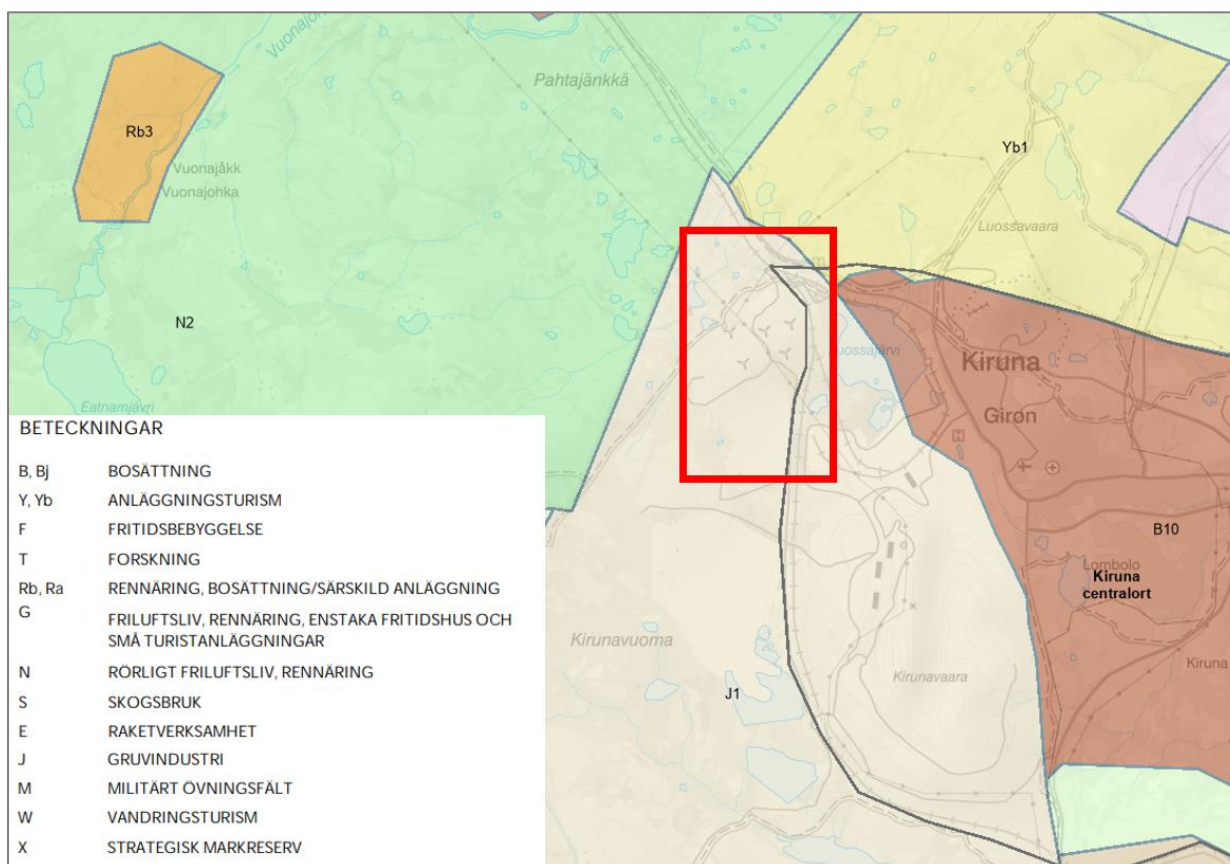 Vuonajohka
Pahtajänkkä
Rb3
Yb1
Vuonajåkk
Vuonajohka
Luossavaara
N2
Luossajärvi
Kiruna
Giron
Eatnamjávri
H
B10
Lombolo
Kiruna
centralort
Kirunavuoma
Kiruna
Kirunavaara
J1
BETECKNINGAR
B, Bj BOSÄTTNING
Y, Yb ANLÄGGNINGSTURISM
F FRITIDSBEBYGGELSE
T FORSKNING
Rb, Ra RENNÄRING, BOSÄTTNING/SÄRSKILD ANLÄGGNING
G FRILUFTSLIV, RENNÄRING, ENSTAKA FRITIDSHUS OCH
SMÅ TURISTANLÄGGNINGAR
N RÖRLIGT FRILUFTSLIV, RENNÄRING
S SKOGSBRUK
E RAKETVERKSAMHET
J GRUVINDUSTRI
M MILITÄRT ÖVNINGSFÄLT
W VANDRINGSTURISM
X STRATEGISK MARKRESERV